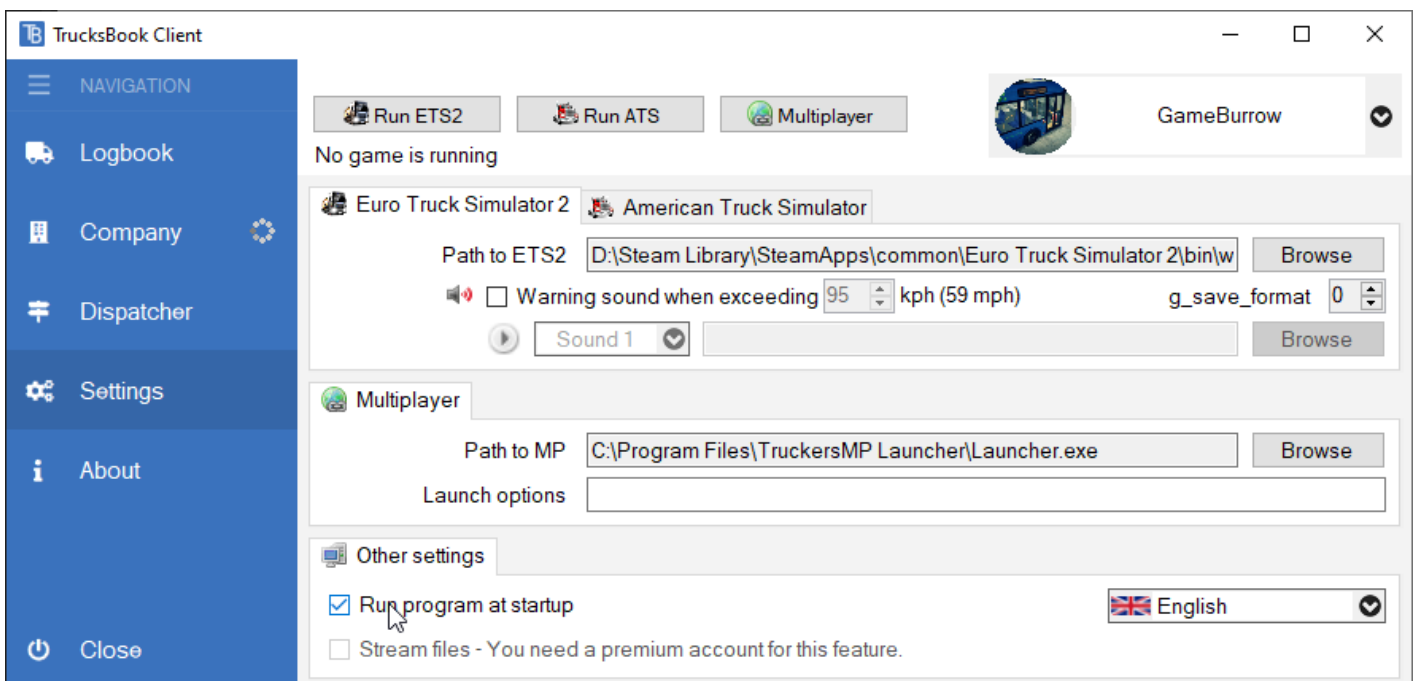 TB TrucksBook Client
NAVIGATION
Logbook
Company
Dispatcher
Settings
About
Close
Run ETS2 Run ATS Multiplayer
GameBurrow
No game is running
Euro Truck Simulator 2 American Truck Simulator
Path to ETS2 D:\Steam Library\SteamApps\common\Euro Truck Simulator 2\bin\w Browse
Warning sound when exceeding 95 kph (59 mph) g_save_format 0
Sound 1 Browse
Multiplayer
Path to MP C:\Program Files\TruckersMP Launcher\Launcher.exe Browse
Launch options
Other settings
Run program at startup English
Stream files - You need a premium account for this feature.